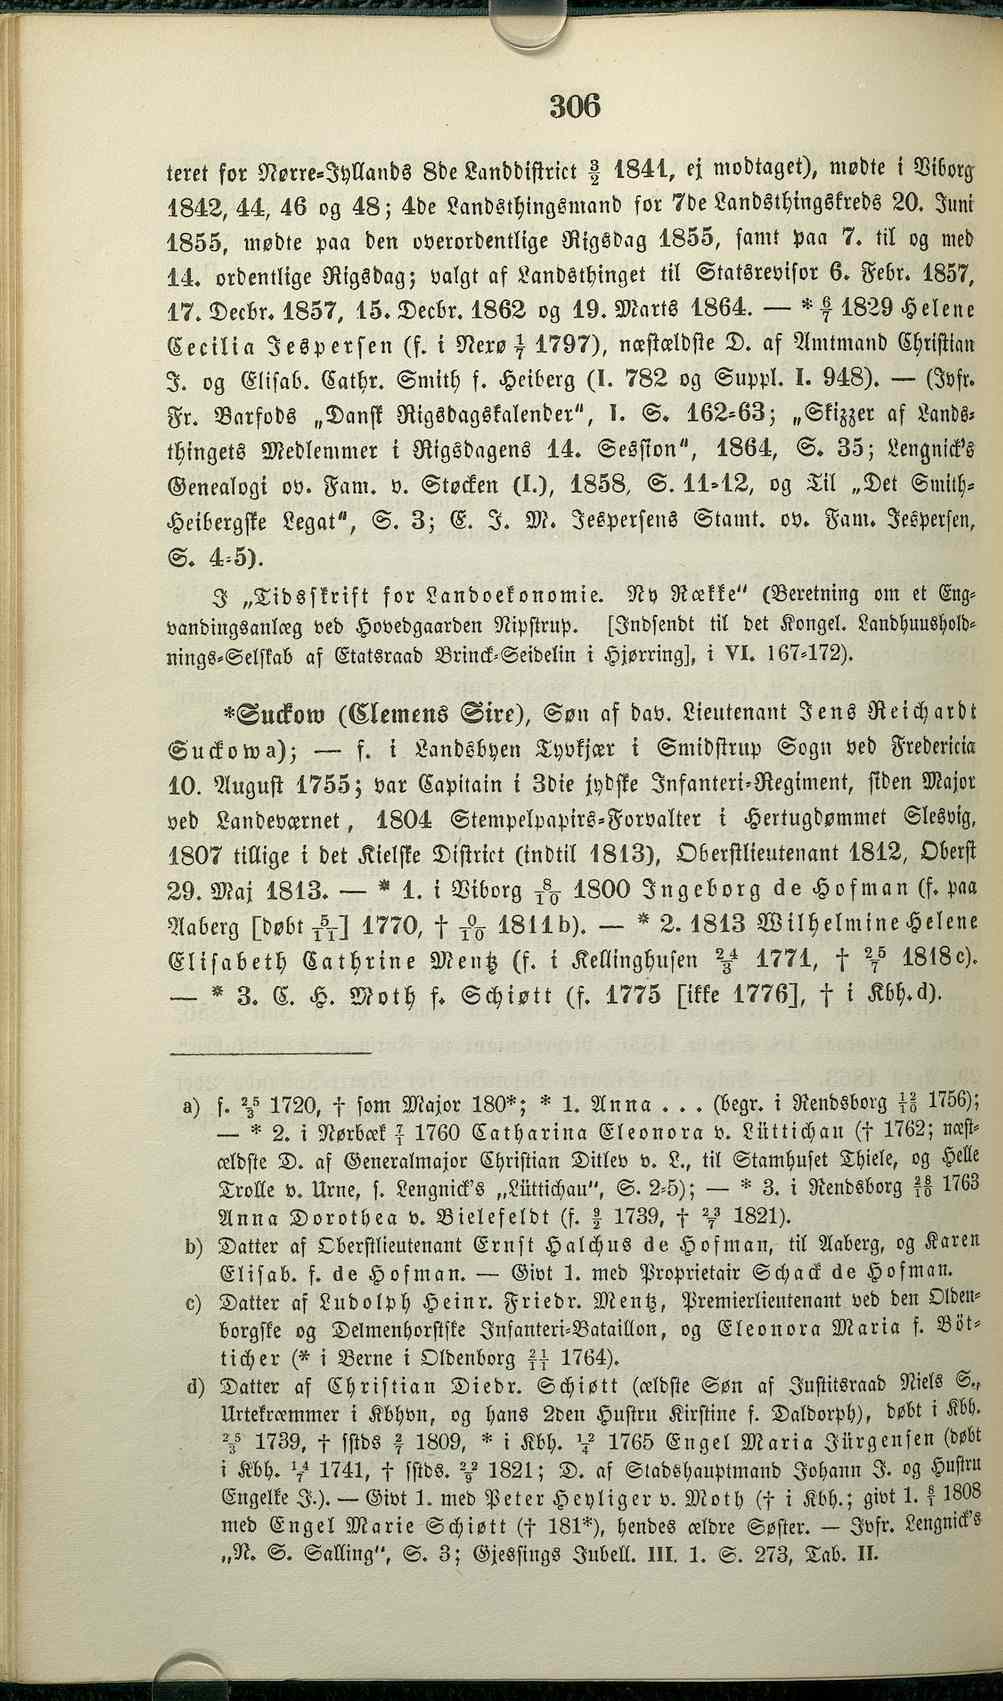 306
teret for Nørre-Jyllands 8de Landdistrict 3/2 1841, ej modtaget), mødte i Viborg
1842, 44, 46 og 48; 4de Landsthingsmand for 7de Landsthingskreds 20. Juni
1855, mødte paa den overordentlige Rigsdag 1855, samt paa 7. til og med
14. ordentlige Rigsdag; valgt af Landsthinget til Statsrevisor 6. Febr. 1857,
17. Decbr. 1857, 15. Decbr. 1862 og 19. Marts 1864. — * 6/7 1829 Helene
Cecilia Jespersen (f. i Nexø 1/7 1797), næstældste D. af Amtmand Christian
J. og Elisab. Cathr. Smith f. Heiberg (I. 782 og Suppl. I. 948). — (Jvfr.
Fr. Barfods „Dansk Rigsdagskalender“, I. S. 162-63; „Skizzer af Lands-
thingets Medlemmer i Rigsdagens 14. Session“, 1864, S. 35; Lengnick's
Genealogi ov. Fam. v. Støcken (I.), 1858, S. 11-12, og Til „Det Smith-
Heibergske Legat“, S. 3; E. J. M. Jespersens Stamt. ov. Fam. Jespersen,
S. 4-5).
I „Tidsskrift for Landoekonomie. Ny Række“ (Beretning om et Eng-
vandingsanlæg ved Hovedgaarden Nipstrup. [Indsendt til det Kongel. Landhuushold-
nings-Selskab af Etatsraad Brinck-Seidelin i Hjørring], i VI. 167-172).
*Suckow (Clemens Sire), Søn af dav. Lieutenant Jens Reichardt
Suckow a); — f. i Landsbyen Tyvkjær i Smidstrup Sogn ved Fredericia
10. August 1755; var Capitain i 3die jydske Infanteri-Regiment, siden Major
ved Landeværnet, 1804 Stempelpapirs-Forvalter i Hertugdømmet Slesvig,
1807 tillige i det Kielske District (indtil 1813), Oberstlieutenant 1812, Oberst
29. Maj 1813. — * 1. i Viborg 8/10 1800 Ingeborg de Hofman (f. paa
Aaberg [døbt 5/11] 1770, † 0/10 1811 b). — * 2. 1813 Wilhelmine Helene
Elisabeth Cathrine Mentz (f. i Kellinghusen 24/3 1771, † 25/7 1818 c).
— * 3. C. H. Moth f. Schiøtt (f. 1775 [ikke 1776], † i Kbh. d).
a) f. 25/3 1720, † som Major 180*; * 1. Anna . . . (begr. i Rendsborg 12/10 1756);
— * 2. i Nørbæk 7/1 1760 Catharina Eleonora v. Lüttichau († 1762; næst-
ældste D. af Generalmajor Christian Ditlev v. L., til Stamhuset Thiele, og Helle
Trolle v. Urne, s. Lengnick's „Lüttichau“, S. 2-5); — * 3. i Rendsborg 28/10 1763
Anna Dorothea v. Bielefeldt (f. 9/2 1739, † 23/7 1821).
b) Datter af Oberstlieutenant Ernst Halchus de Hofman, til Aaberg, og Karen
Elisab. f. de Hofman. — Givt 1. med Proprietair Schack de Hofman.
c) Datter af Ludolph Heinr. Friedr. Mentz, Premierlieutenant ved den Olden-
borgske og Delmenhorstske Infanteri-Bataillon, og Eleonora Maria f. Böt-
ticher (* i Berne i Oldenborg 21/11 1764).
d) Datter af Christian Diedr. Schiøtt (ældste Søn af Justitsraad Niels S.,
Urtekræmmer i Kbhvn, og hans 2den Hustru Kirstine f. Daldorph), døbt i Kbh.
25/3 1739, † sstds 2/7 1809, * i Kbh. 12/4 1765 Engel Maria Jürgensen (døbt
i Kbh. 14/7 1741, † sstds. 22/9 1821; D. af Stadshauptmand Johann J. og Hustru
Engelke J.). — Givt 1. med Peter Heyliger v. Moth († i Kbh.; givt 1. 8/1 1808
med Engel Marie Schiøtt († 181*), hendes ældre Søster. — Jvfr. Lengnick's
„N. S. Salling“, S. 3; Gjessings Jubell. III. 1. S. 273, Tab. II.